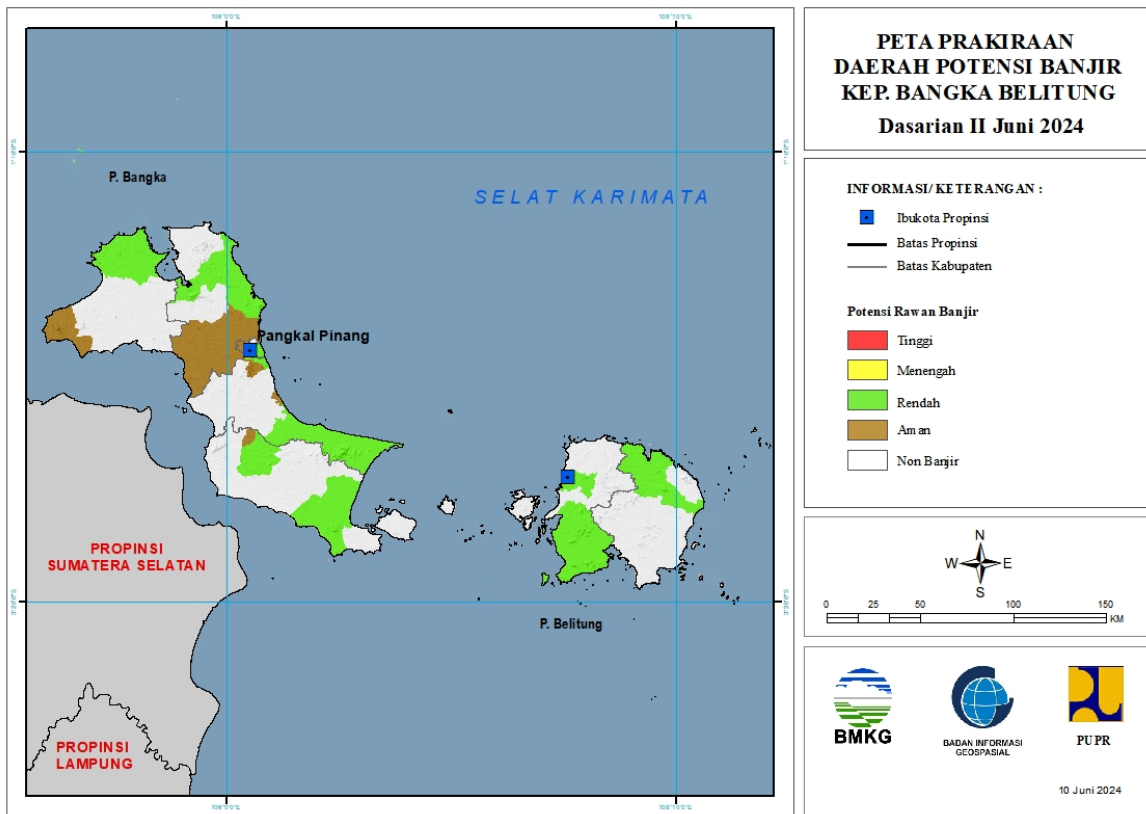 PETA PRAKIRAAN
DAERAH POTENSI BANJIR
KEP. BANGKA BELITUNG
Dasarian II Juni 2024
P. Bangka
SELAT KARIMATA
Pangkal Pinang
PROPINSI
SUMATERA SELATAN
P. Belitung
PROPINSI
LAMPUNG
INFORMASI/ KETERANGAN :
Ibukota Propinsi
Batas Propinsi
Batas Kabupaten
Potensi Rawan Banjir
Tinggi
Menengah
Rendah
Aman
Non Banjir
N
W E
S
0 25 50 100 150
KM
BMKG
BADAN INFORMASI
GEOSPASIAL
PUPR
10 Juni 2024